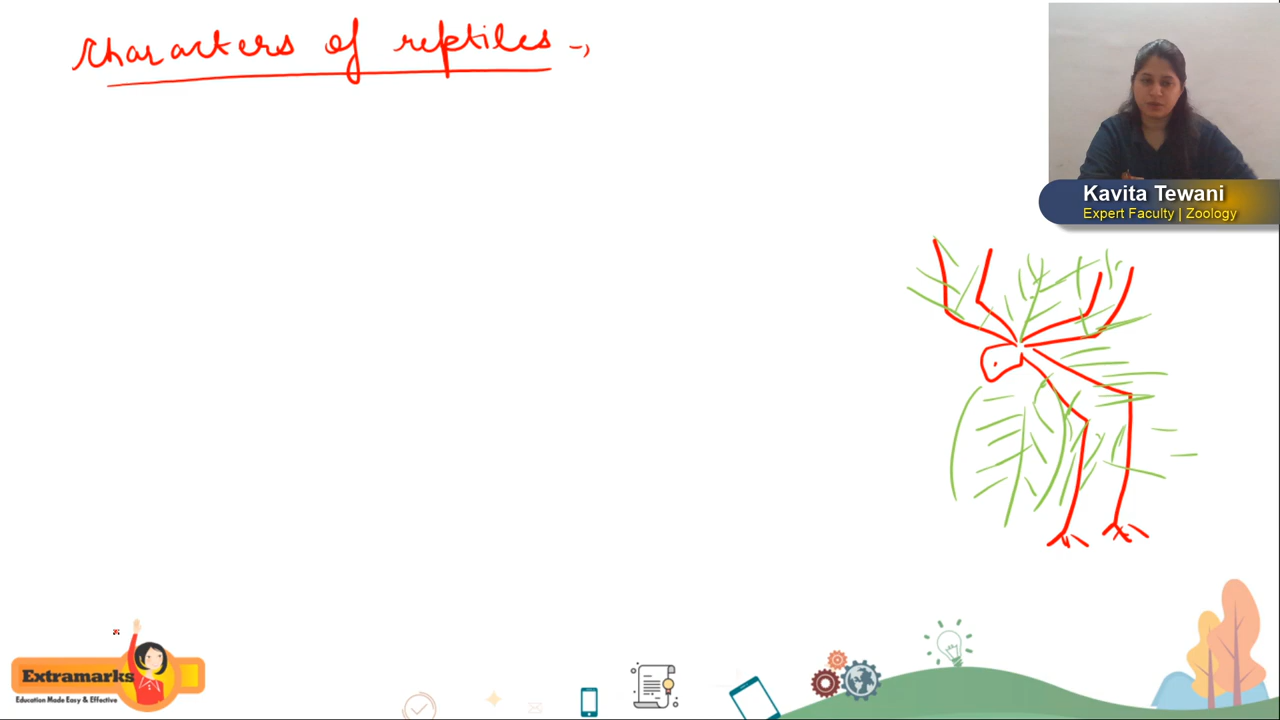 Characters of reptiles -,
Kavita Tewani
Expert Faculty | Zoology
Extramarks
Education Made Easy & Effective